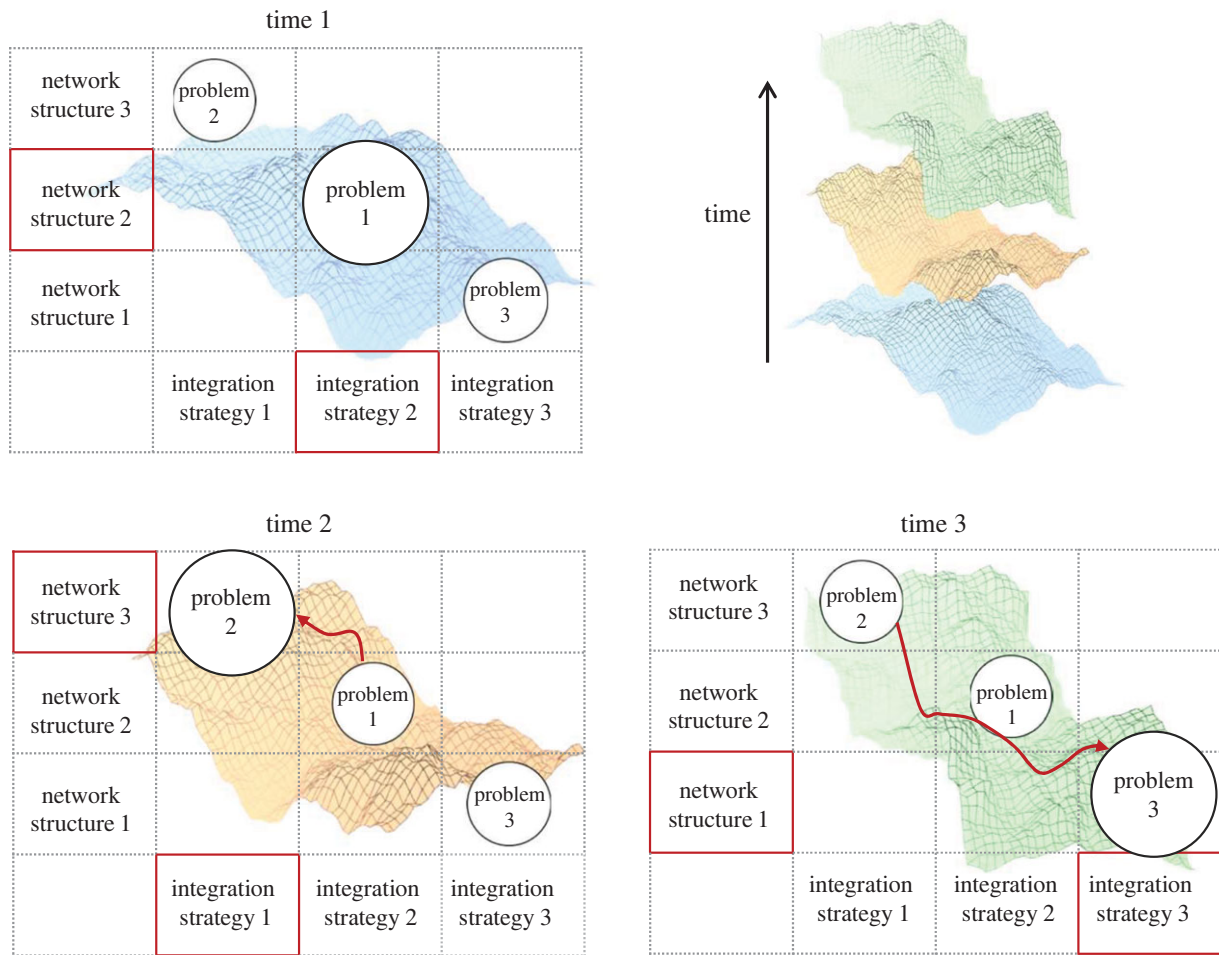 time 1
network
structure 3
problem
2
network
structure 2
problem
1
network
structure 1
problem
3
integration
strategy 1
integration
strategy 2
integration
strategy 3
time
time 2
network
structure 3
problem
2
network
structure 2
problem
1
network
structure 1
problem
3
integration
strategy 1
integration
strategy 2
integration
strategy 3
time 3
network
structure 3
problem
2
network
structure 2
problem
1
network
structure 1
problem
3
integration
strategy 1
integration
strategy 2
integration
strategy 3